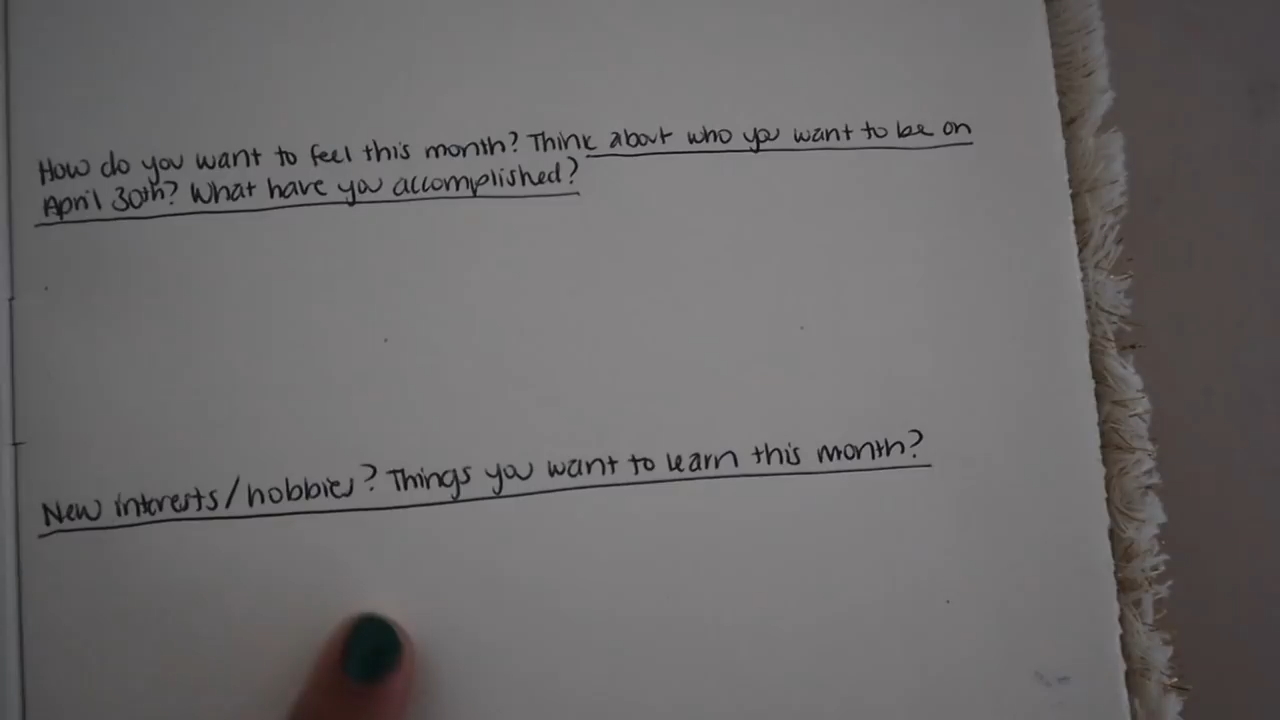 How do you want to feel this month? Think about who you want to be on
April 30th? What have you accomplished?
New interests/hobbies? Things you want to learn this month?